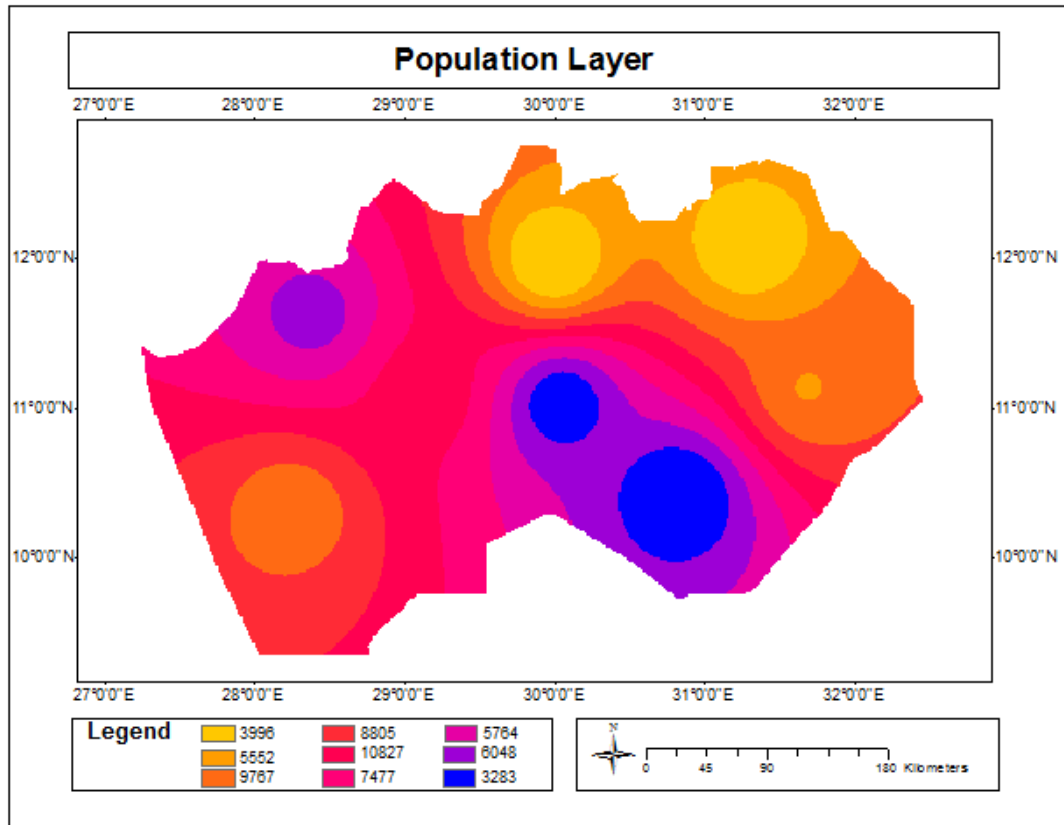 Population Layer
27°0'0"E 28°0'0"E 29°0'0"E 30°0'0"E 31°0'0"E 32°0'0"E
12°0'0"N 12°0'0"N
11°0'0"N 11°0'0"N
10°0'0"N 10°0'0"N
27°0'0"E 28°0'0"E 29°0'0"E 30°0'0"E 31°0'0"E 32°0'0"E
Legend
3996 8805 5764
5552 10827 6048
9767 7477 3283
N
0 45 90 180 Kilometers